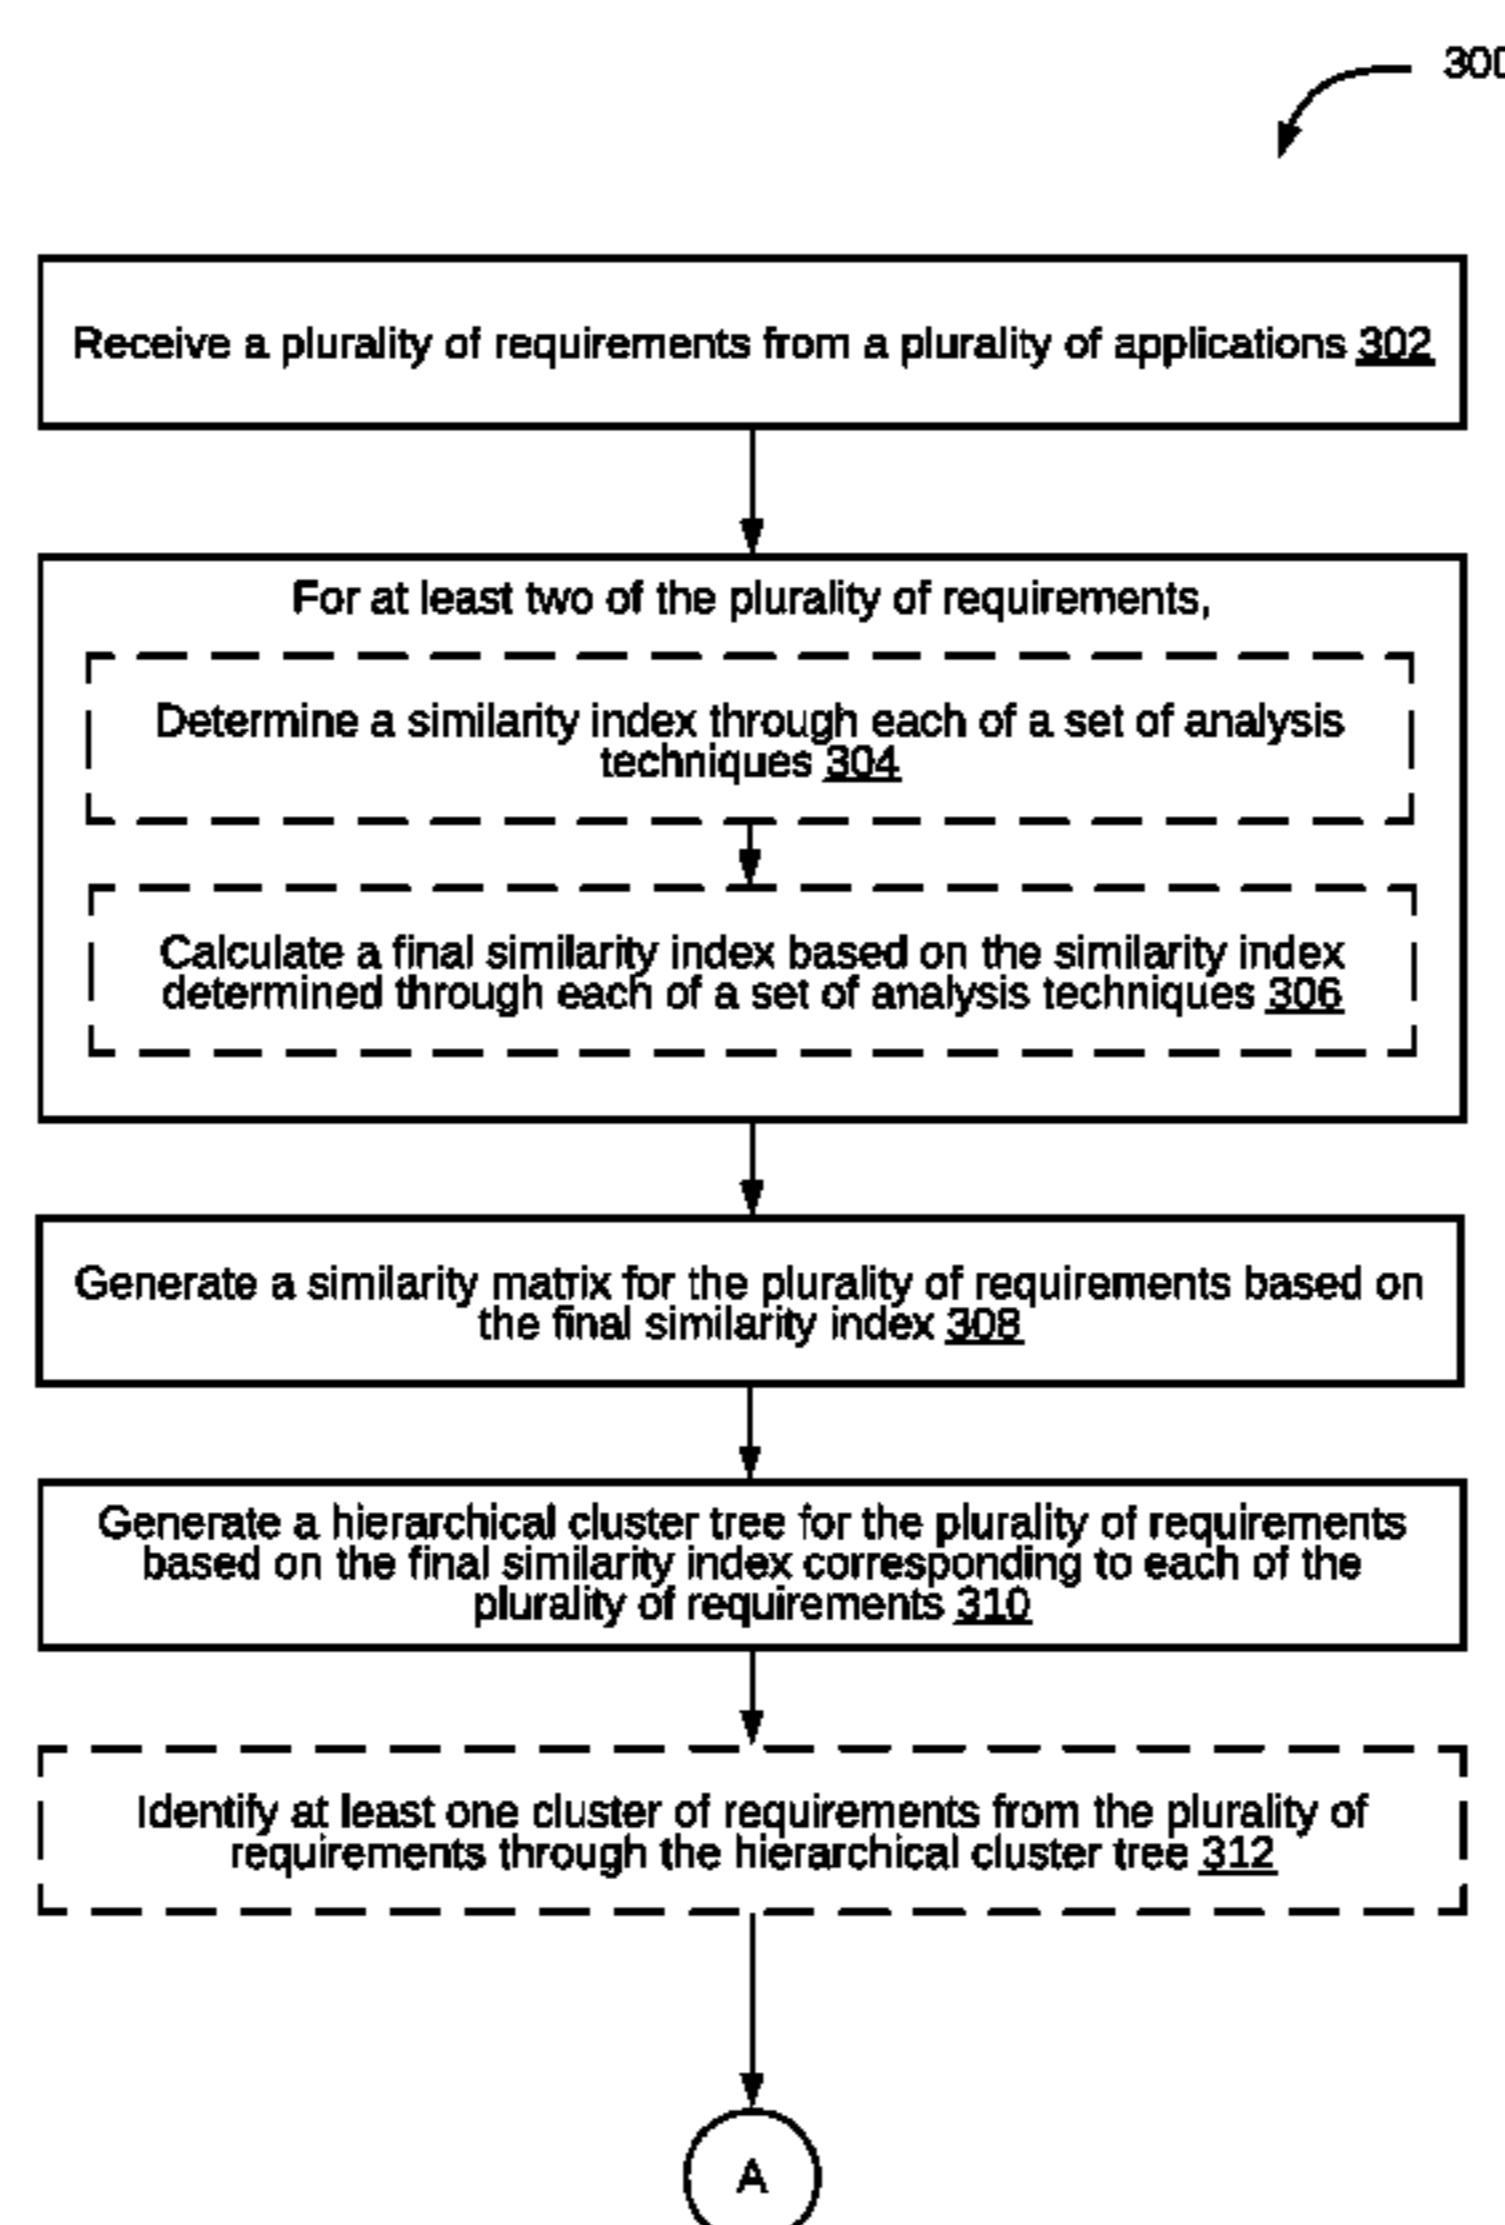 300
Receive a plurality of requirements from a plurality of applications 302
For at least two of the plurality of requirements,
Determine a similarity index through each of a set of analysis
techniques 304
Calculate a final similarity index based on the similarity index
determined through each of a set of analysis techniques 306
Generate a similarity matrix for the plurality of requirements based on
the final similarity index 308
Generate a hierarchical cluster tree for the plurality of requirements
based on the final similarity index corresponding to each of the
plurality of requirements 310
Identify at least one cluster of requirements from the plurality of
requirements through the hierarchical cluster tree 312
A